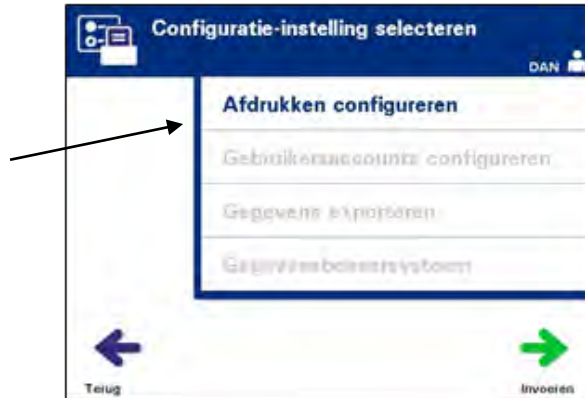 Configuratie-instelling selecteren
DAN
Afdrukken configureren
Gebruikersaccounts configureren
Gegevens exporteren
Gegevensbeheersysteem
Terug
Invoeren